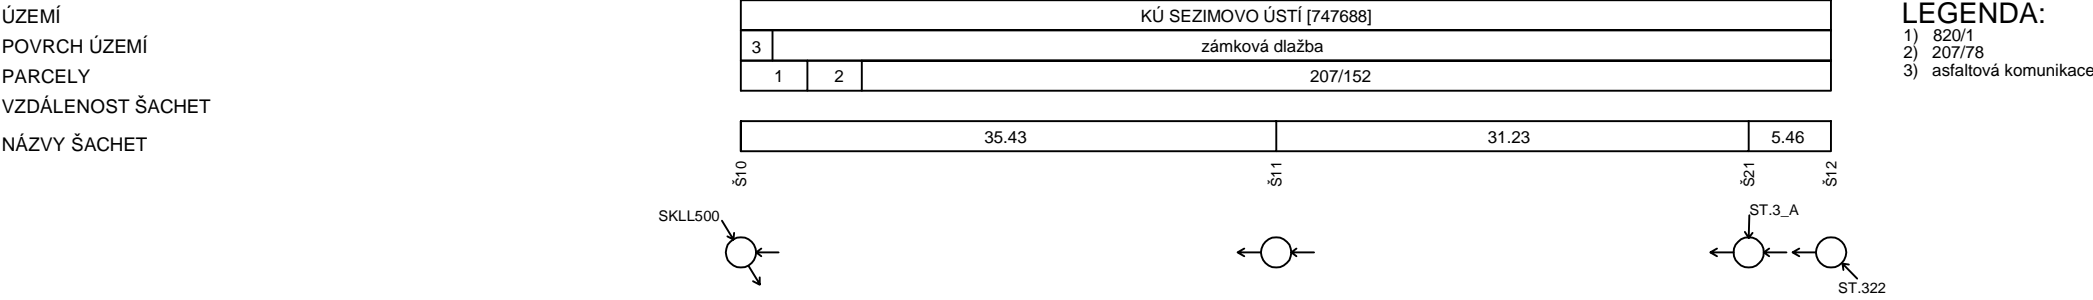 ÚZEMÍ
KÚ SEZIMOVO ÚSTÍ [747688]
POVRCH ÚZEMÍ
3
zámková dlažba
PARCELY
1
2
207/152
VZDÁLENOST ŠACHET
35.43
31.23
5.46
NÁZVY ŠACHET
Š10
Š11
Š21
Š12
SKLL500
ST.3_A
ST.322
LEGENDA:
1) 820/1
2) 207/78
3) asfaltová komunikace